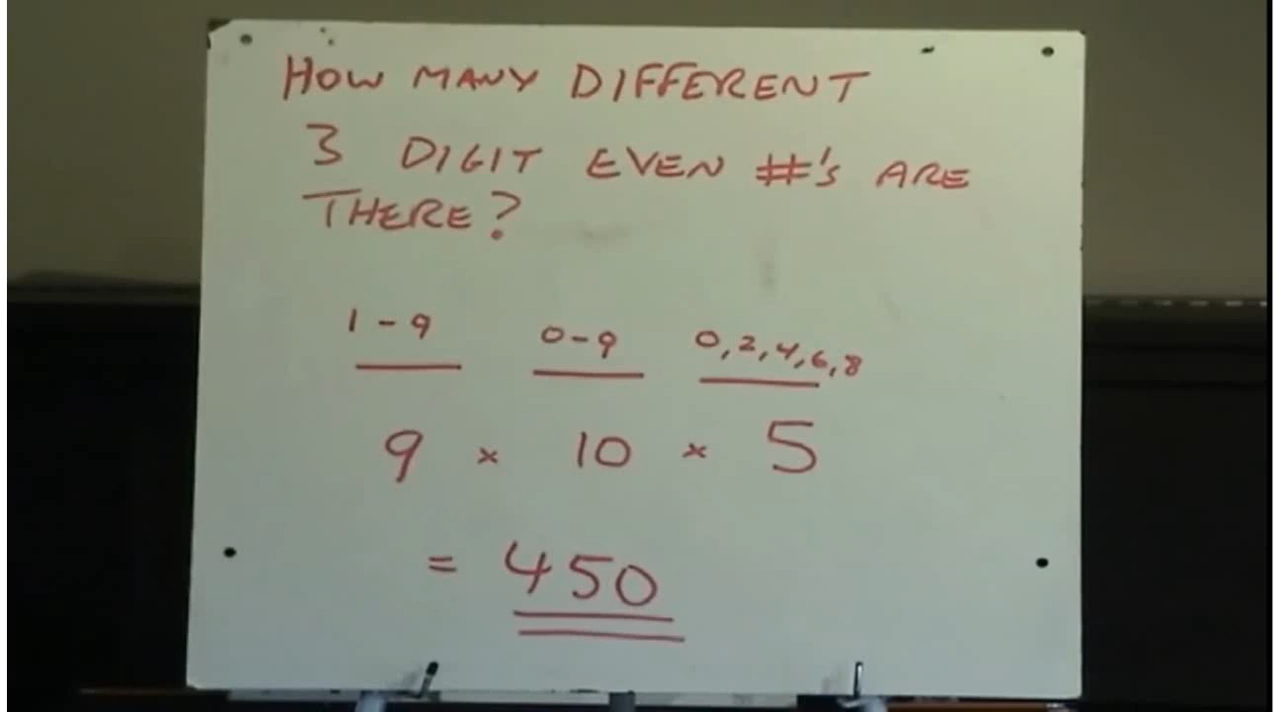 HOW MANY DIFFERENT
3 DIGIT EVEN #'s ARE
THERE?
1-9 0-9 0,2,4,6,8
9 × 10 × 5
= 450